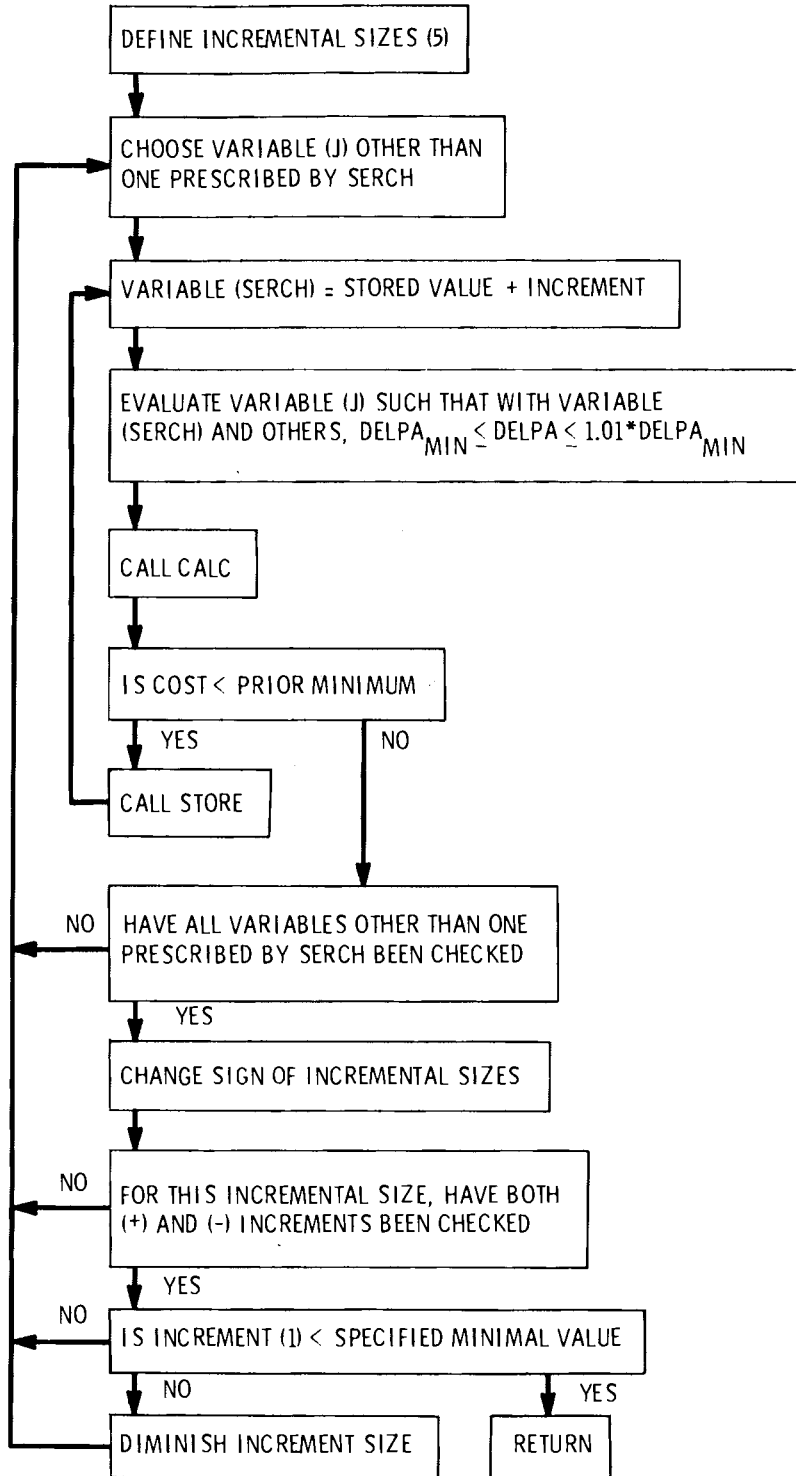 DEFINE INCREMENTAL SIZES (5)
CHOOSE VARIABLE (J) OTHER THAN
ONE PRESCRIBED BY SERCH
VARIABLE (SERCH) = STORED VALUE + INCREMENT
EVALUATE VARIABLE (J) SUCH THAT WITH VARIABLE
(SERCH) AND OTHERS, DELPA MIN ≤ DELPA ≤ 1.01*DELPA MIN
CALL CALC
IS COST < PRIOR MINIMUM
YES
NO
CALL STORE
NO
HAVE ALL VARIABLES OTHER THAN ONE
PRESCRIBED BY SERCH BEEN CHECKED
YES
CHANGE SIGN OF INCREMENTAL SIZES
NO
FOR THIS INCREMENTAL SIZE, HAVE BOTH
(+) AND (-) INCREMENTS BEEN CHECKED
YES
NO
IS INCREMENT (1) < SPECIFIED MINIMAL VALUE
NO
YES
DIMINISH INCREMENT SIZE
RETURN